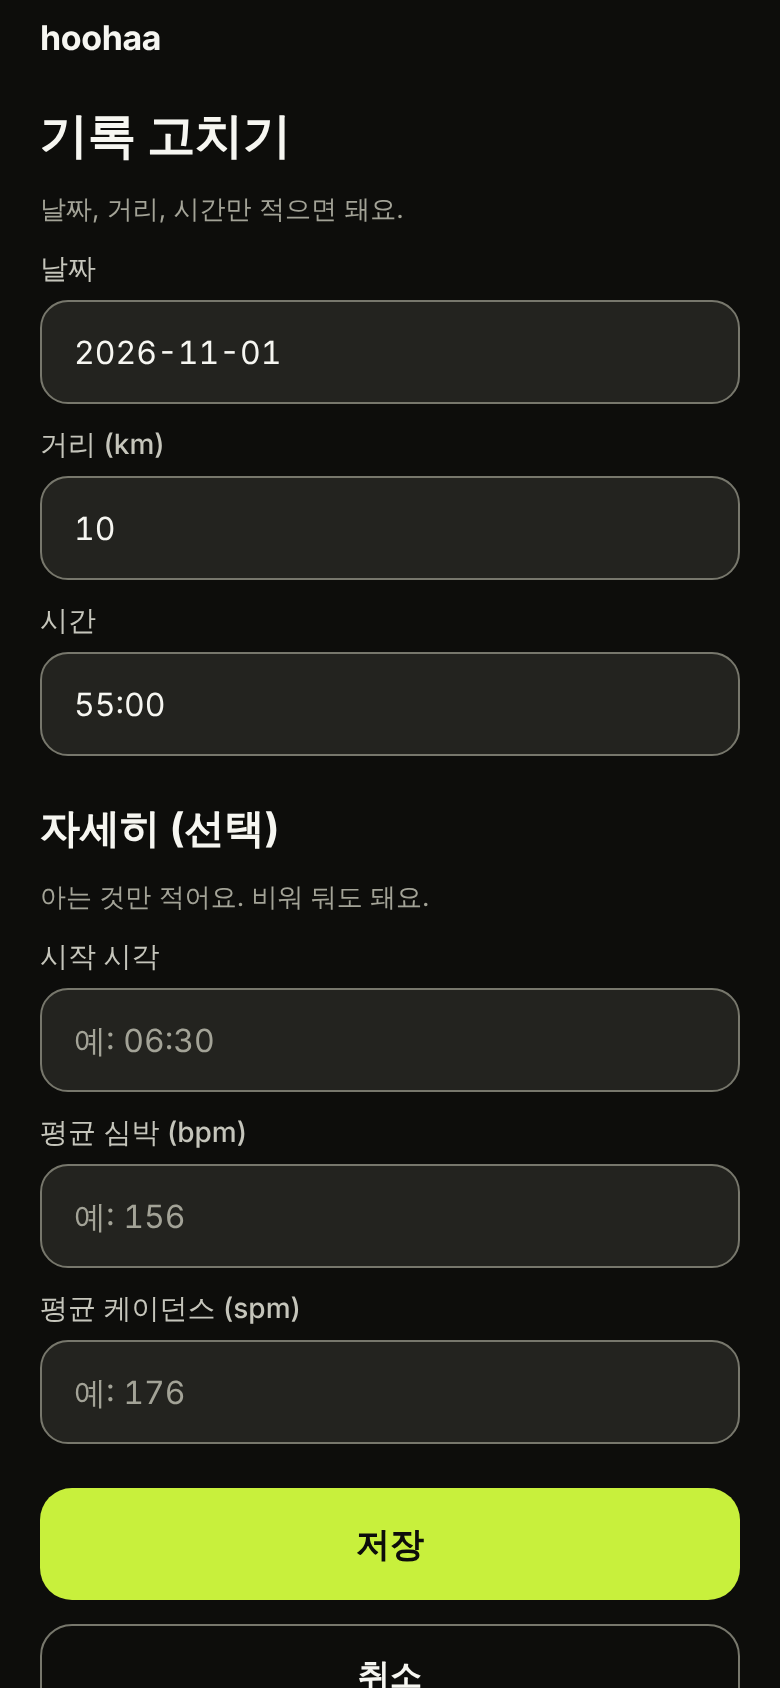 hoohaa
기록 고치기
날짜, 거리, 시간만 적으면 돼요.
날짜
2026-11-01
거리 (km)
10
시간
55:00
자세히 (선택)
아는 것만 적어요. 비워 둬도 돼요.
시작 시각
예: 06:30
평균 심박 (bpm)
예: 156
평균 케이던스 (spm)
예: 176
저장
취소